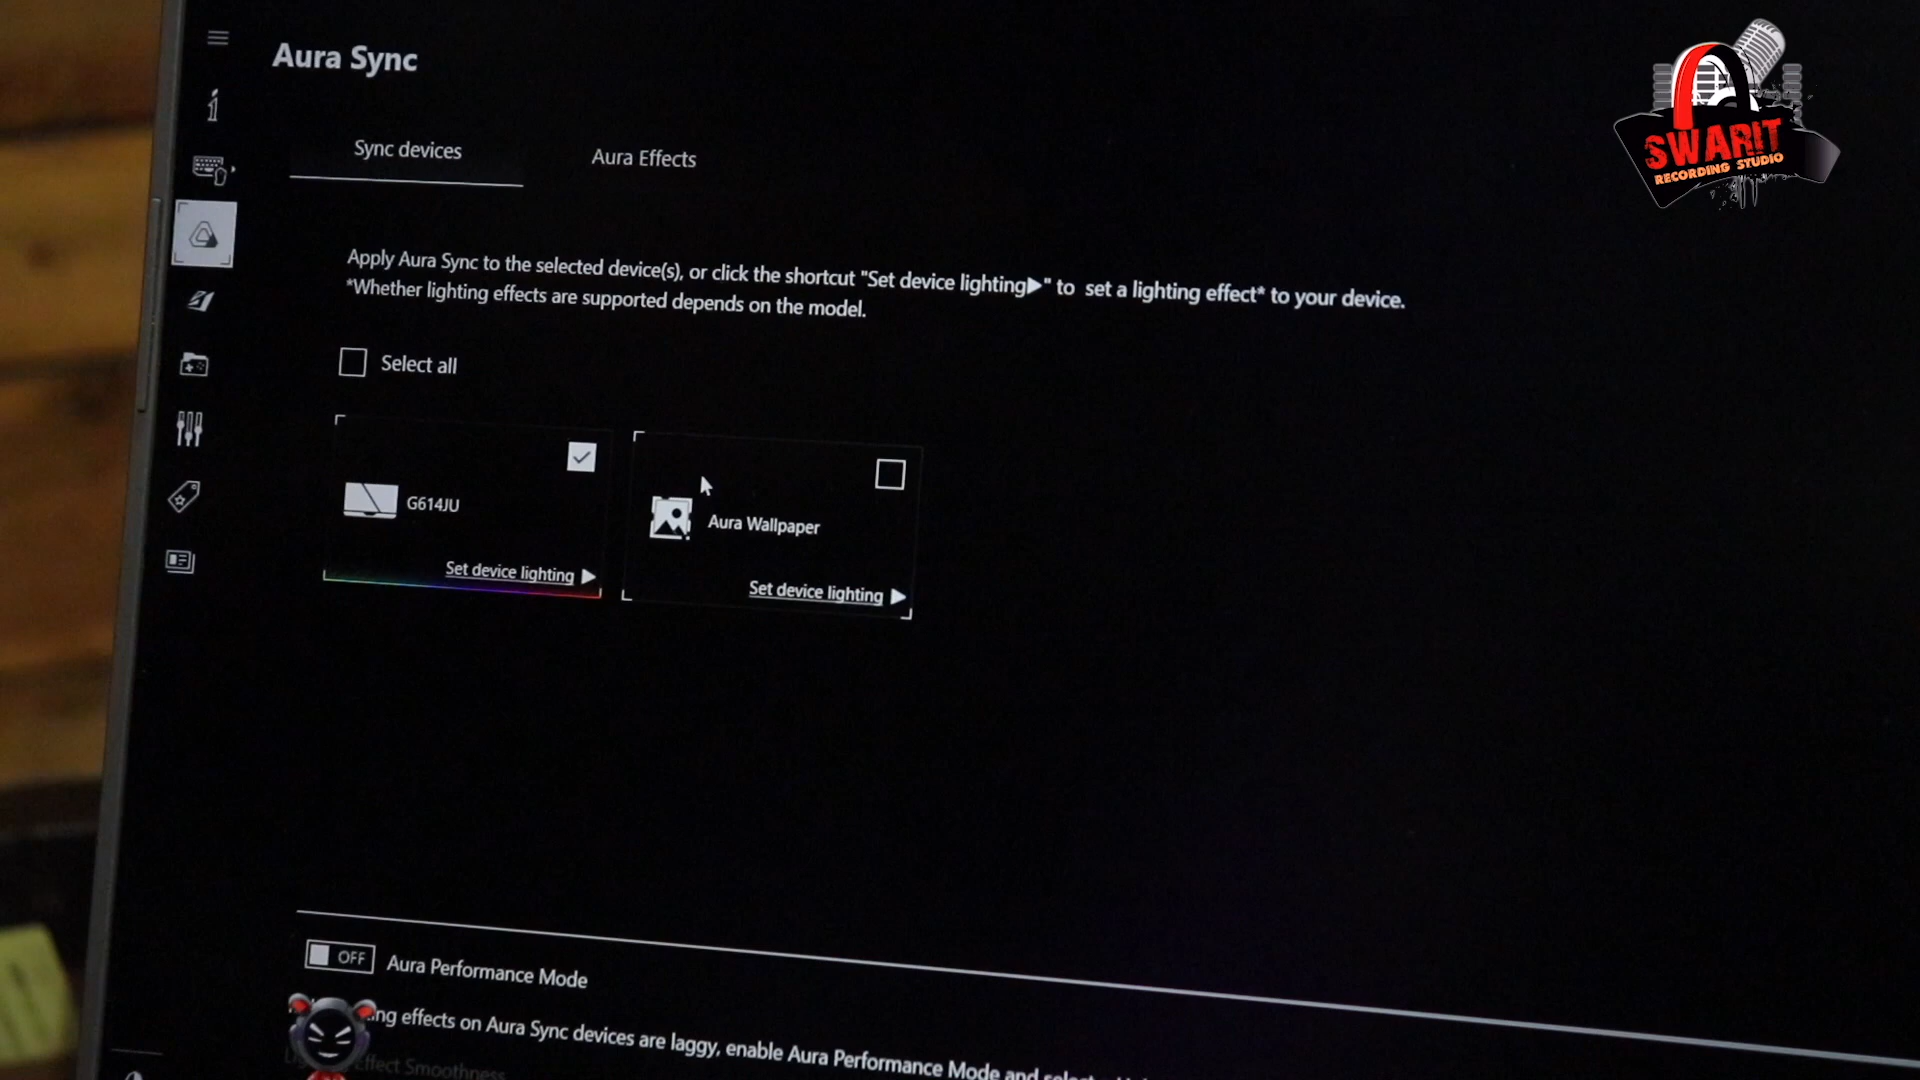 Aura Sync
SWARIT
RECORDING STUDIO
Sync devices
Aura Effects
Apply Aura Sync to the selected device(s), or click the shortcut "Set device lighting▶" to set a lighting effect* to your device.
*Whether lighting effects are supported depends on the model.
Select all
G614JU
Set device lighting ▶
Aura Wallpaper
Set device lighting ▶
OFF
Aura Performance Mode
effects on Aura Sync devices are laggy, enable Aura Performance Mode and
Effect Smoothness